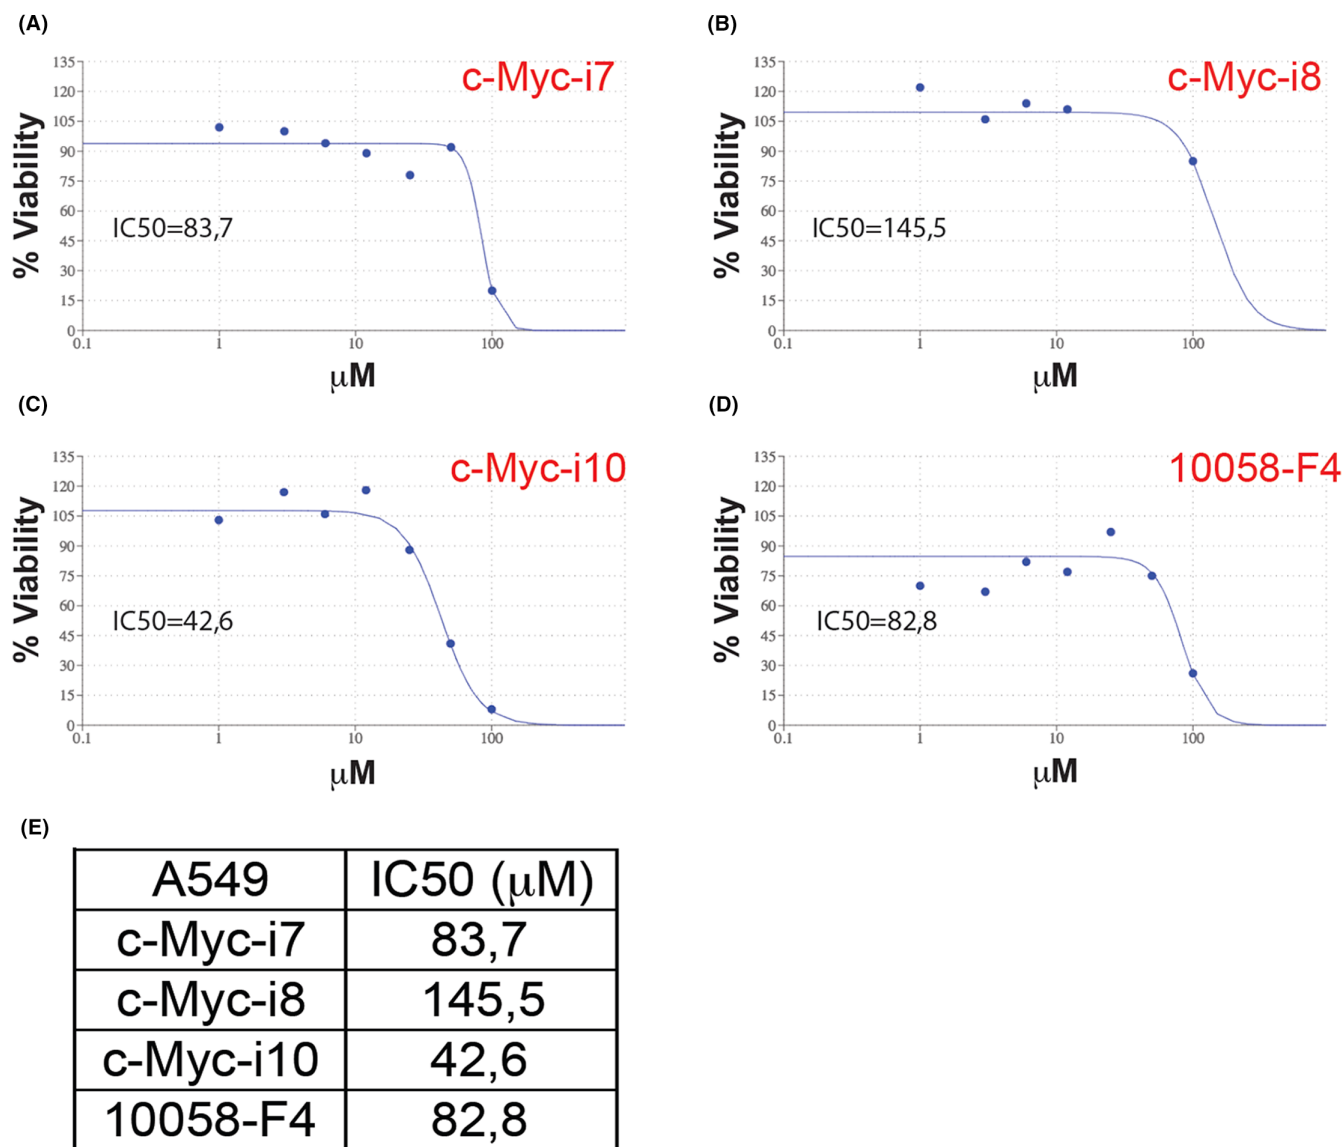 (A)
c-Myc-i7
135
120
105
90
75
60
45
30
15
0
% Viability
IC50=83,7
0.1
1
10
100
μM
(B)
c-Myc-i8
135
120
105
90
75
60
45
30
15
0
% Viability
IC50=145,5
0.1
1
10
100
μM
(C)
c-Myc-i10
135
120
105
90
75
60
45
30
15
0
% Viability
IC50=42,6
0.1
1
10
100
μM
(D)
10058-F4
135
120
105
90
75
60
45
30
15
0
% Viability
IC50=82,8
0.1
1
10
100
μM
(E)
A549 IC50 (μM)
c-Myc-i7 83,7
c-Myc-i8 145,5
c-Myc-i10 42,6
10058-F4 82,8